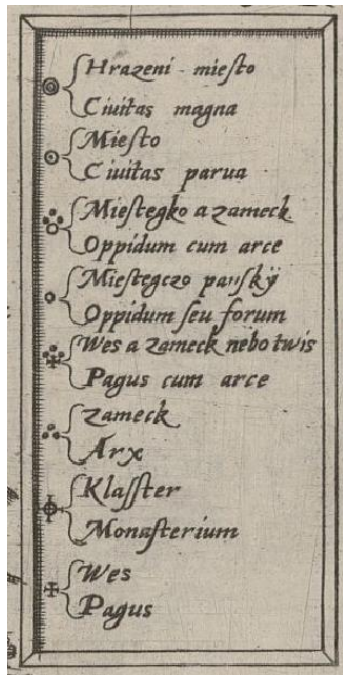 Hrazeni miesto
Ciuitas magna
Miesto
Ciuitas parua
Miestegko a zameck
Oppidum cum arce
Miestegczo panský
Oppidum seu forum
Wes a zameck nebo twis
Pagus cum arce
Zameck
Arx
Klasster
Monasterium
Wes
Pagus